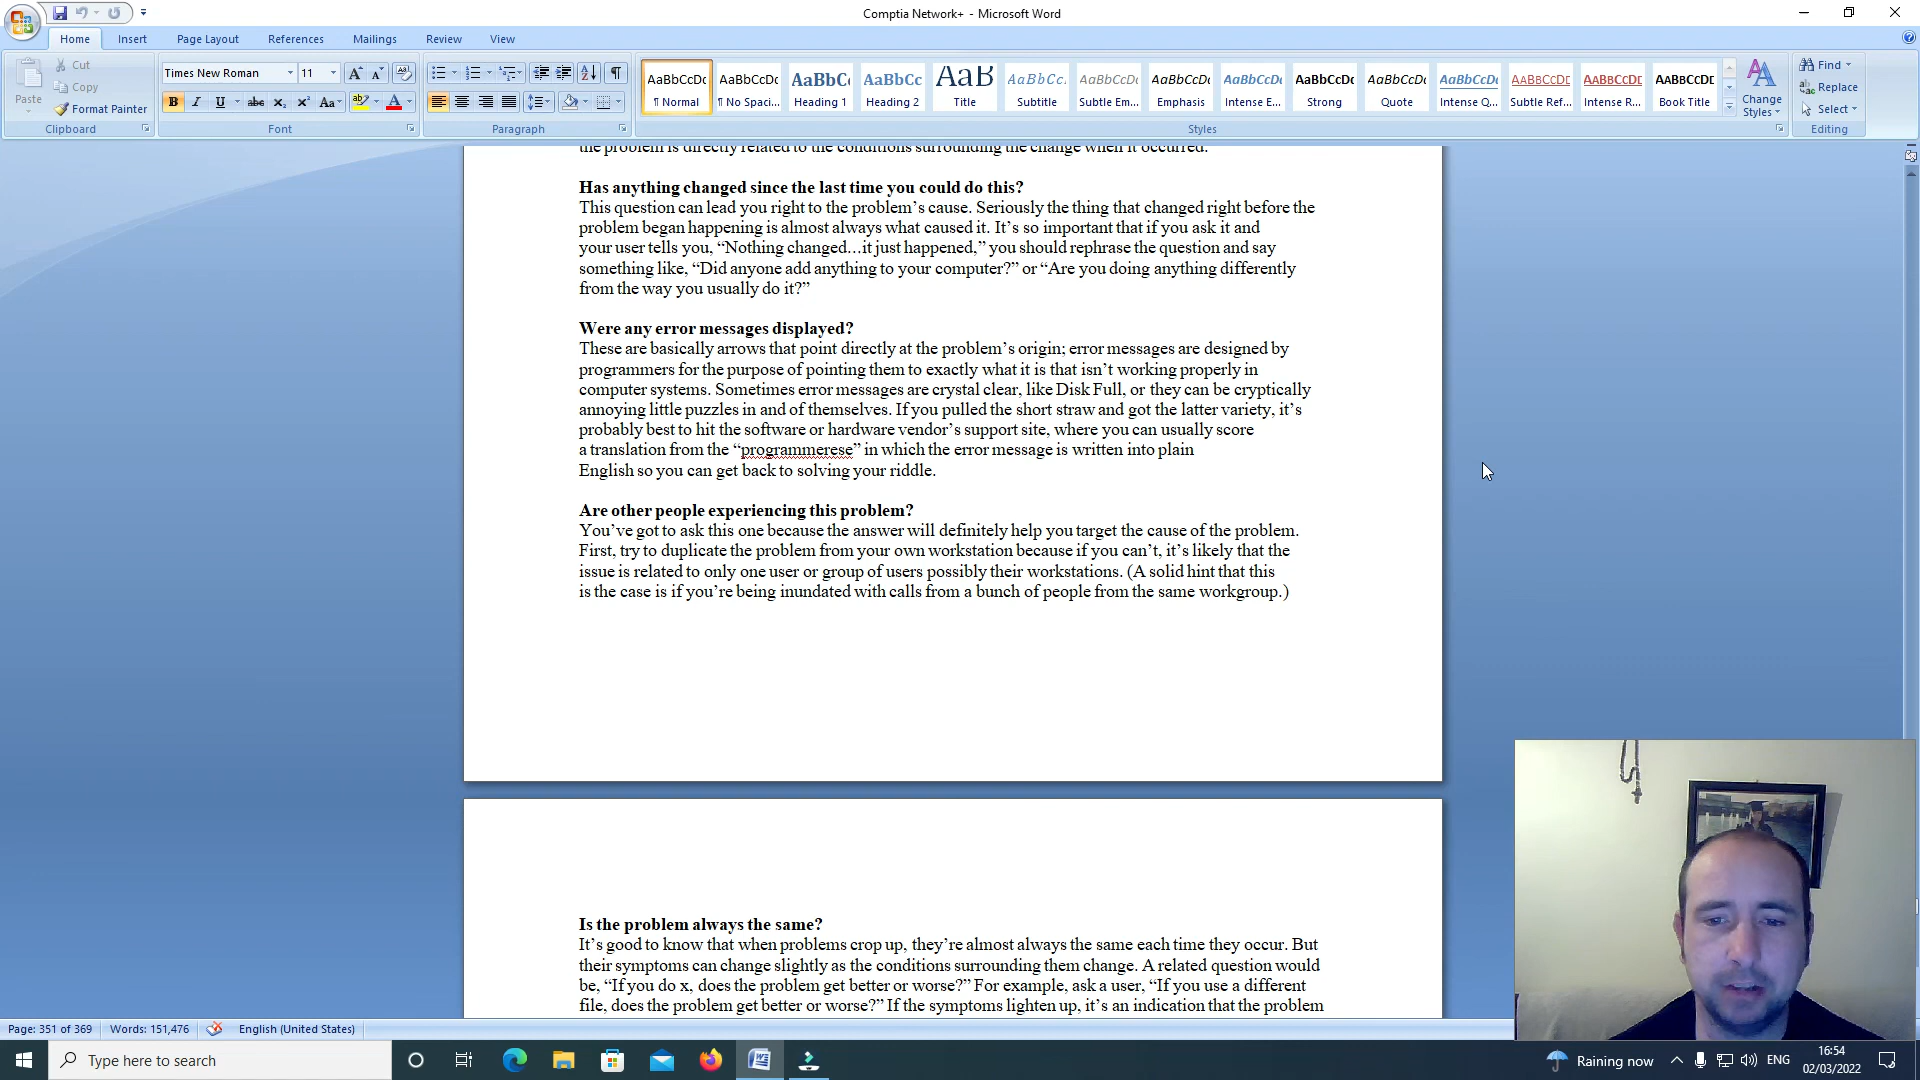 Comptia Network+ - Microsoft Word
Home Insert Page Layout References Mailings Review View
Paste
Cut
Copy
Format Painter
Clipboard
Times New Roman 11
Font
Paragraph
AaBbCcDc AaBbCcDc AaBbC AaBbCc AaB AaBbCc. AaBbCcDc AaBbCcDc AaBbCcDc AaBbCcDc AaBbCcDc AaBbCcDc AABBCCDE AABBCCDE AABBCCDE
¶ Normal ¶ No Spaci... Heading 1 Heading 2 Title Subtitle Subtle Em... Emphasis Intense E... Strong Quote Intense Q... Subtle Ref... Intense R... Book Title
Change Styles
Styles
Find
Replace
Select
Editing
the problem is directly related to the conditions surrounding the change when it occurred.
Has anything changed since the last time you could do this?
This question can lead you right to the problem’s cause. Seriously the thing that changed right before the
problem began happening is almost always what caused it. It’s so important that if you ask it and
your user tells you, “Nothing changed…it just happened,” you should rephrase the question and say
something like, “Did anyone add anything to your computer?” or “Are you doing anything differently
from the way you usually do it?”
Were any error messages displayed?
These are basically arrows that point directly at the problem’s origin; error messages are designed by
programmers for the purpose of pointing them to exactly what it is that isn’t working properly in
computer systems. Sometimes error messages are crystal clear, like Disk Full, or they can be cryptically
annoying little puzzles in and of themselves. If you pulled the short straw and got the latter variety, it’s
probably best to hit the software or hardware vendor’s support site, where you can usually score
a translation from the “programmerese” in which the error message is written into plain
English so you can get back to solving your riddle.
Are other people experiencing this problem?
You’ve got to ask this one because the answer will definitely help you target the cause of the problem.
First, try to duplicate the problem from your own workstation because if you can’t, it’s likely that the
issue is related to only one user or group of users possibly their workstations. (A solid hint that this
is the case is if you’re being inundated with calls from a bunch of people from the same workgroup.)
Is the problem always the same?
It’s good to know that when problems crop up, they’re almost always the same each time they occur. But
their symptoms can change slightly as the conditions surrounding them change. A related question would
be, “If you do x, does the problem get better or worse?” For example, ask a user, “If you use a different
file, does the problem get better or worse?” If the symptoms lighten up, it’s an indication that the problem
Page: 351 of 369 Words: 151,476 English (United States)
Type here to search
Raining now
ENG
16:54
02/03/2022